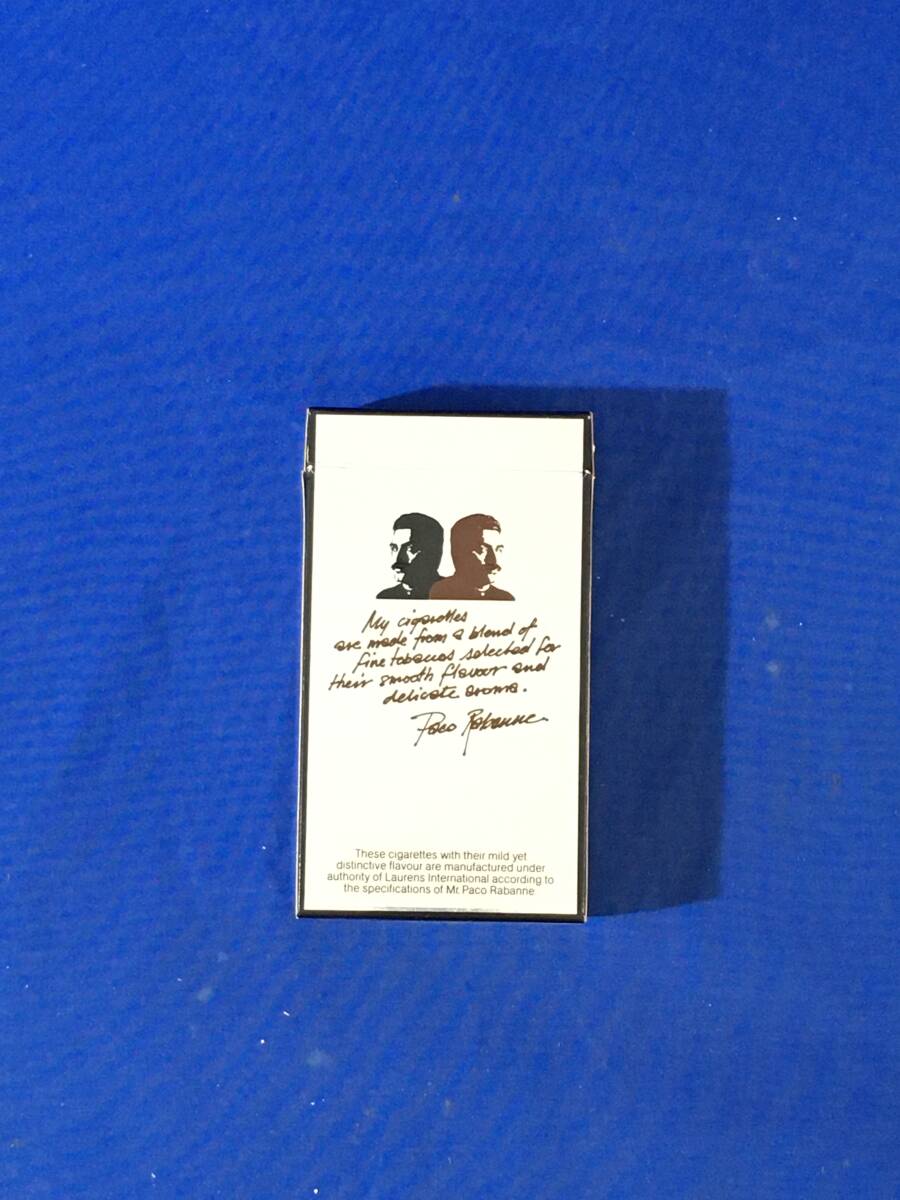 My cigarettes
are made from a blend of
fine tobaccos selected for
their smooth flavour and
delicate aroma.
Paco Rabanne
These cigarettes with their mild yet
distinctive flavour are manufactured under
authority of Laurens International according to
the specifications of Mr. Paco Rabanne